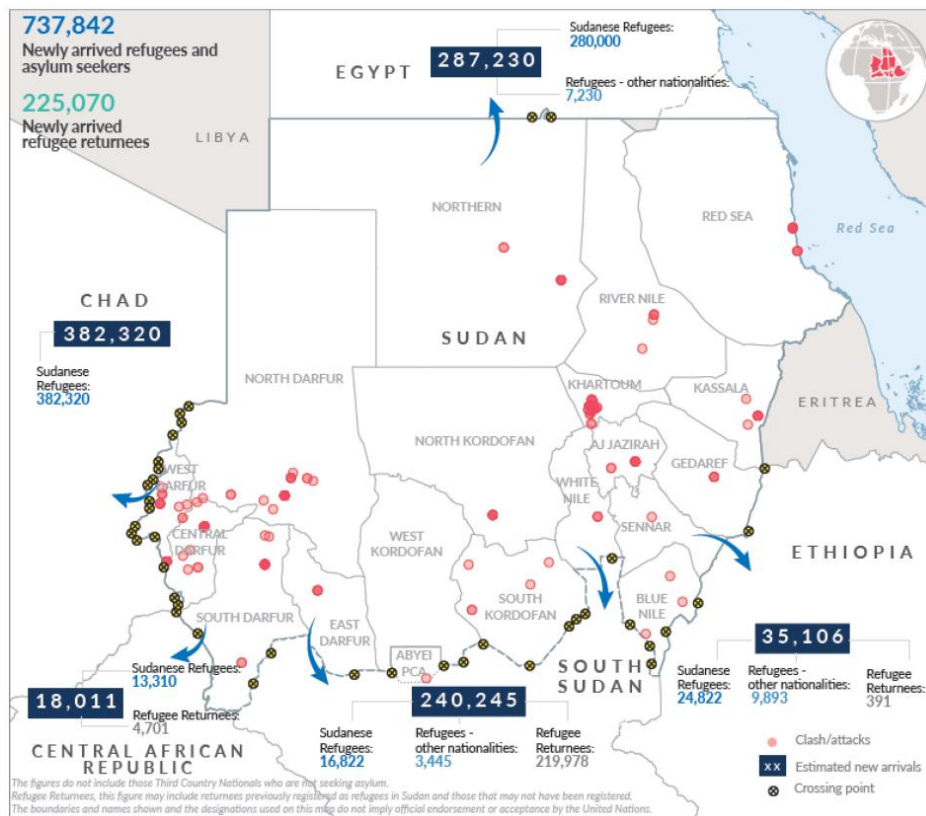 737,842
Newly arrived refugees and
asylum seekers
225,070
Newly arrived
refugee returnees
EGYPT
287,230
Sudanese Refugees:
280,000
Refugees - other nationalities:
7,230
LIBYA
NORTHERN
RED SEA
Red Sea
CHAD
382,320
Sudanese
Refugees:
382,320
SUDAN
RIVER NILE
NORTH DARFUR
KHARTOUM
KASSALA
ERITREA
NORTH KORDOFAN
AJ JAZIRAH
GEDAREF
WEST
DARFUR
WHITE
NILE
SENNAR
CENTRAL
DARFUR
WEST
KORDOFAN
ETHIOPIA
SOUTH
KORDOFAN
BLUE
NILE
SOUTH DARFUR
EAST
DARFUR
ABYEI
PCA
SOUTH
SUDAN
35,106
Sudanese
Refugees:
24,822
Refugees -
other nationalities:
9,893
Refugee
Returnees:
391
Sudanese Refugees:
13,310
18,011
Refugee Returnees:
4,701
CENTRAL AFRICAN
REPUBLIC
240,245
Sudanese
Refugees:
16,822
Refugees -
other nationalities:
3,445
Refugee
Returnees:
219,978
Clash/attacks
xx Estimated new arrivals
Crossing point
The figures do not include those Third Country Nationals who are not seeking asylum.
Refugee Returnees, this figure may include returnees previously registered as refugees in Sudan and those that may not have been registered.
The boundaries and names shown and the designations used on this map do not imply official endorsement or acceptance by the United Nations.